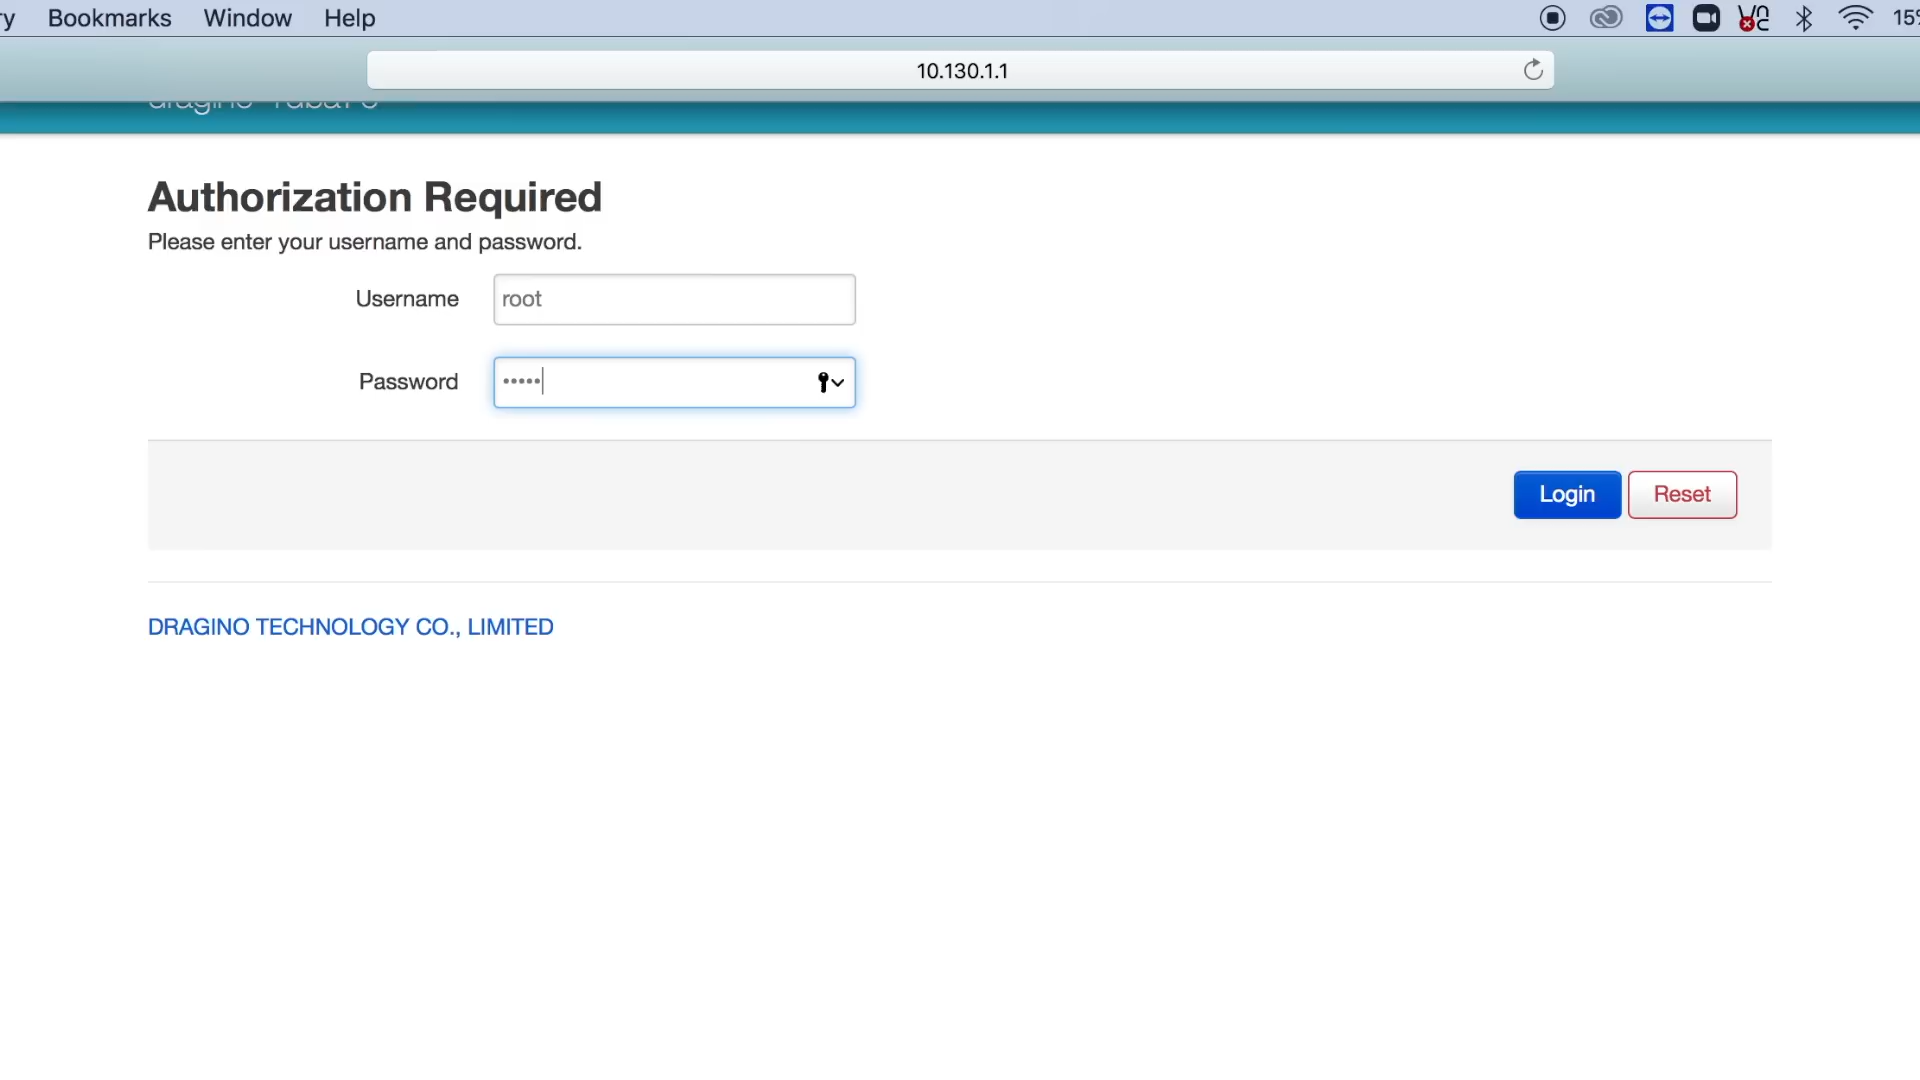 Bookmarks Window Help
10.130.1.1
Authorization Required
Please enter your username and password.
Username root
Password •••••
Login Reset
DRAGINO TECHNOLOGY CO., LIMITED